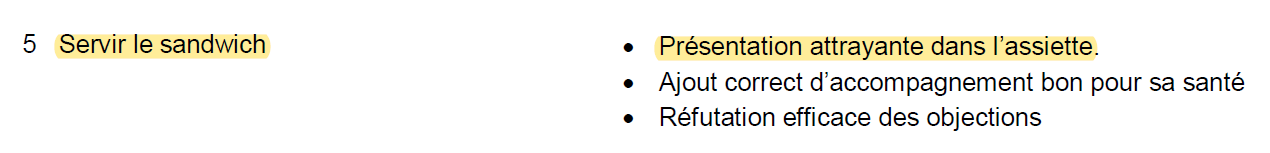 5 Servir le sandwich
• Présentation attrayante dans l’assiette.
• Ajout correct d’accompagnement bon pour sa santé
• Réfutation efficace des objections